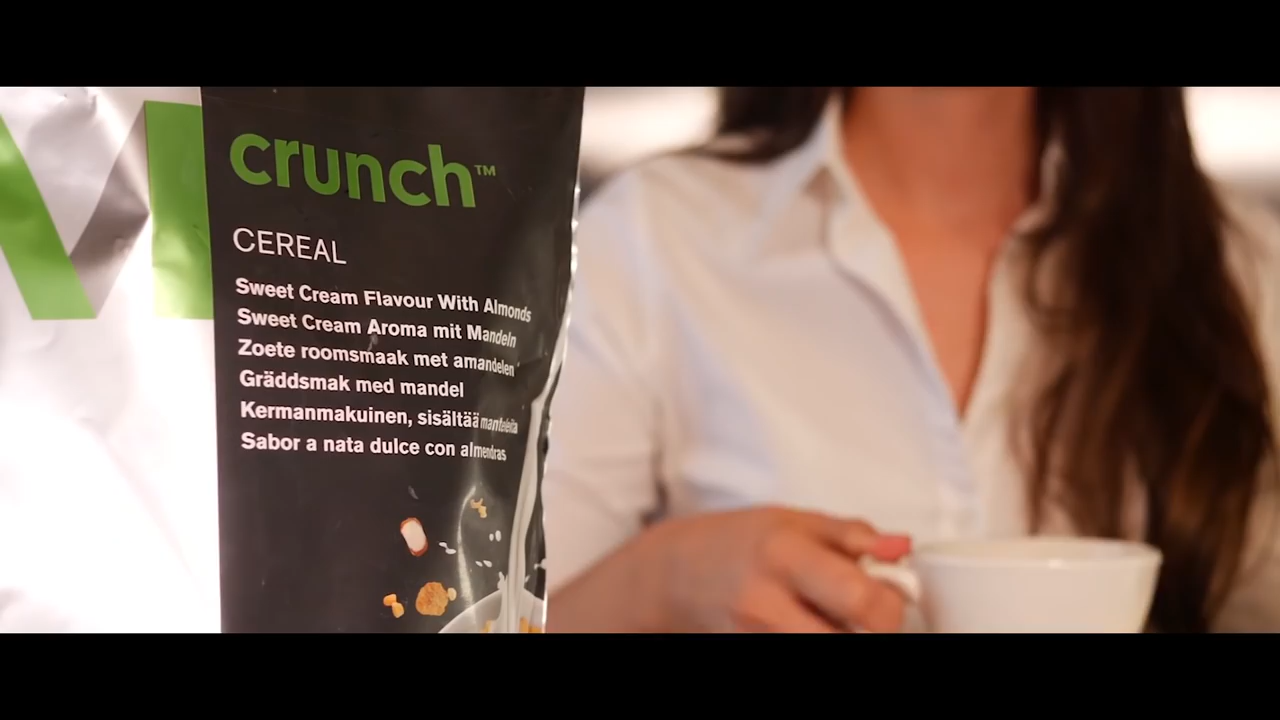 crunch™
CEREAL
Sweet Cream Flavour With Almonds
Sweet Cream Aroma mit Mandeln
Zoete roomsmaak met amandelen
Gräddsmak med mandel
Kermanmakuinen, sisältää manteleita
Sabor a nata dulce con almendras